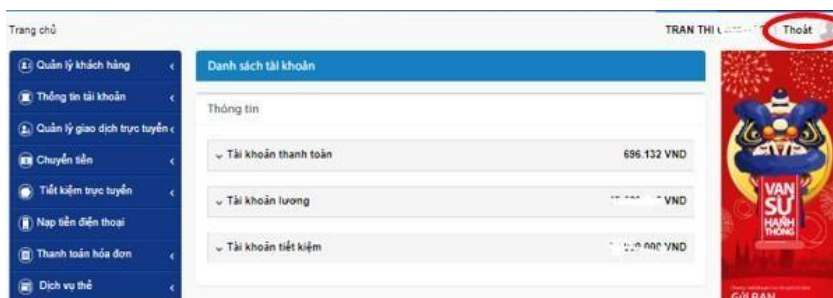 Trang chủ
TRAN THI
Thoát
Quản lý khách hàng
Thông tin tài khoản
Quản lý giao dịch trực tuyến
Chuyển tiền
Tiết kiệm trực tuyến
Nạp tiền điện thoại
Thanh toán hóa đơn
Dịch vụ thẻ
Danh sách tài khoản
Thông tin
Tài khoản thanh toán 696.132 VND
Tài khoản lương VND
Tài khoản tiết kiệm VND
VẠN
SỰ
HANH
THÔNG
GỬI BẠN